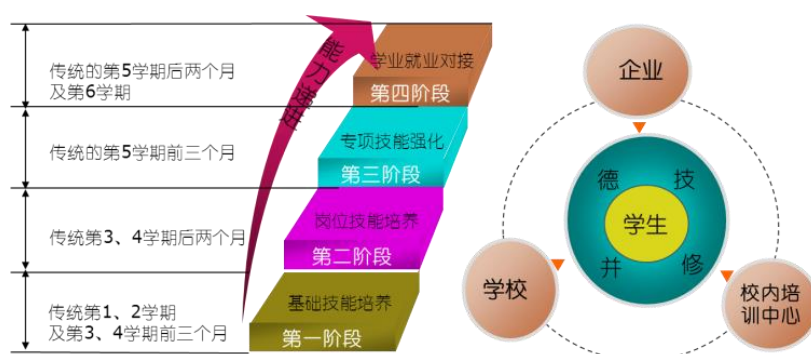 传统的第5学期后两个月
及第6学期
传统的第5学期前三个月
传统第3、4学期后两个月
传统第1、2学期
及第3、4学期前三个月
能力递进
学业就业对接
第四阶段
专项技能强化
第三阶段
岗位技能培养
第二阶段
基础技能培养
第一阶段
企业
德 技
学生
并 修
学校
校内培
训中心